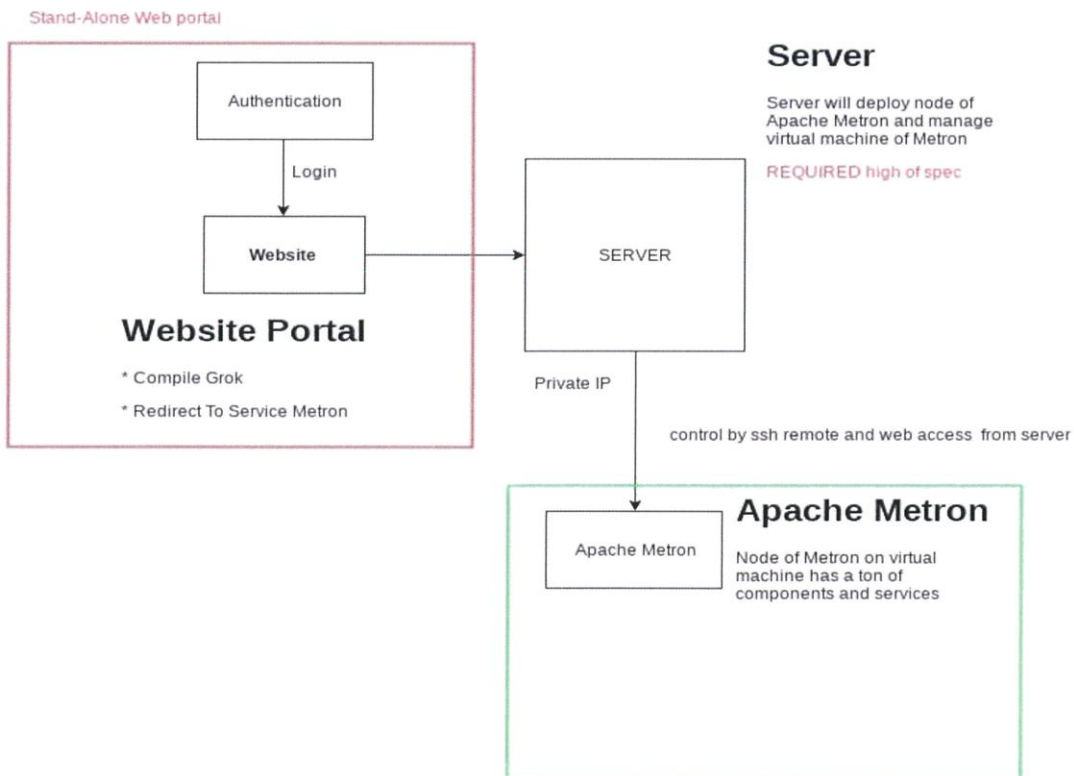 Stand-Alone Web portal
Authentication
Login
Website
Website Portal
* Compile Grok
* Redirect To Service Metron
Server
Server will deploy node of
Apache Metron and manage
virtual machine of Metron
REQUIRED high of spec
SERVER
Private IP
control by ssh remote and web access from server
Apache Metron
Apache Metron
Node of Metron on virtual
machine has a ton of
components and services